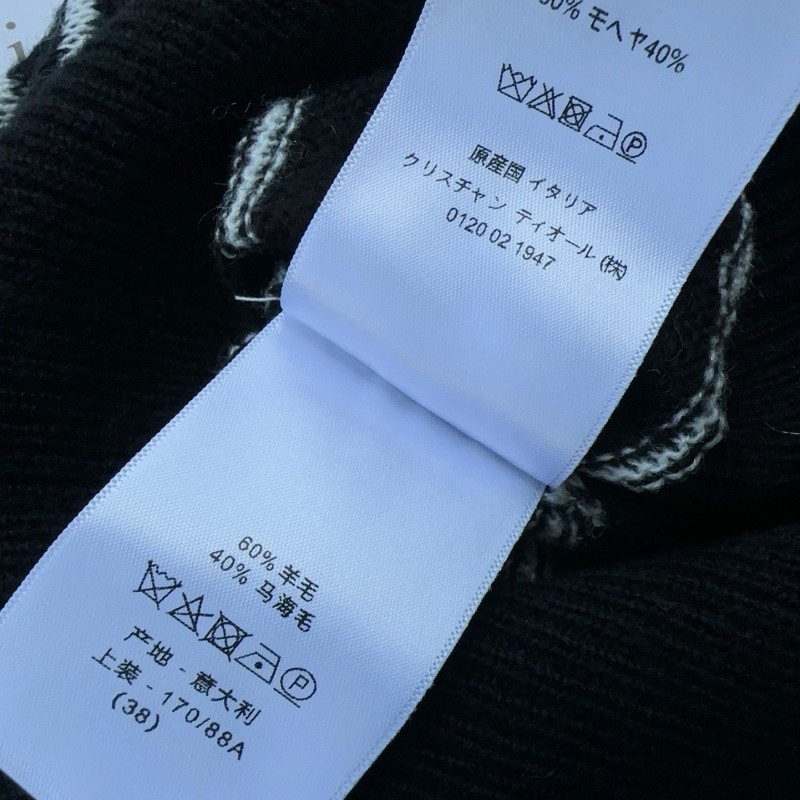 モヘヤ40%
原産国 イタリア
クリスチャン ディオール (株)
0120 02 1947
60% 羊毛
40% 马海毛
产地 - 意大利
上装 - 170/88A
(38)